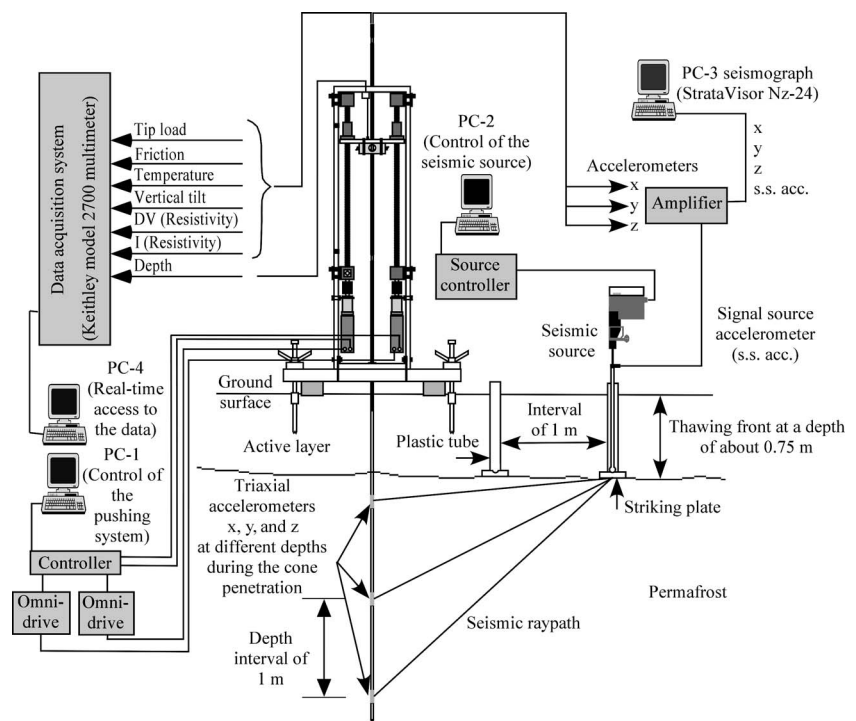 Data acquisition system
(Keithley model 2700 multimeter)
Tip load
Friction
Temperature
Vertical tilt
DV (Resistivity)
I (Resistivity)
Depth
PC-2
(Control of the
seismic source)
PC-3 seismograph
(StrataVisor Nz-24)
x
y
z
s.s. acc.
Accelerometers
x
y
z
Amplifier
Source
controller
Seismic
source
Signal source
accelerometer
(s.s. acc.)
PC-4
(Real-time
access to
the data)
PC-1
(Control of
the
pushing
system)
Controller
Omni-
drive
Omni-
drive
Ground
surface
Active layer
Plastic tube
Interval
of 1 m
Thawing front at a depth
of about 0.75 m
Striking plate
Triaxial
accelerometers
x, y, and z
at different depths
during the cone
penetration
Depth
interval of
1 m
Seismic raypath
Permafrost